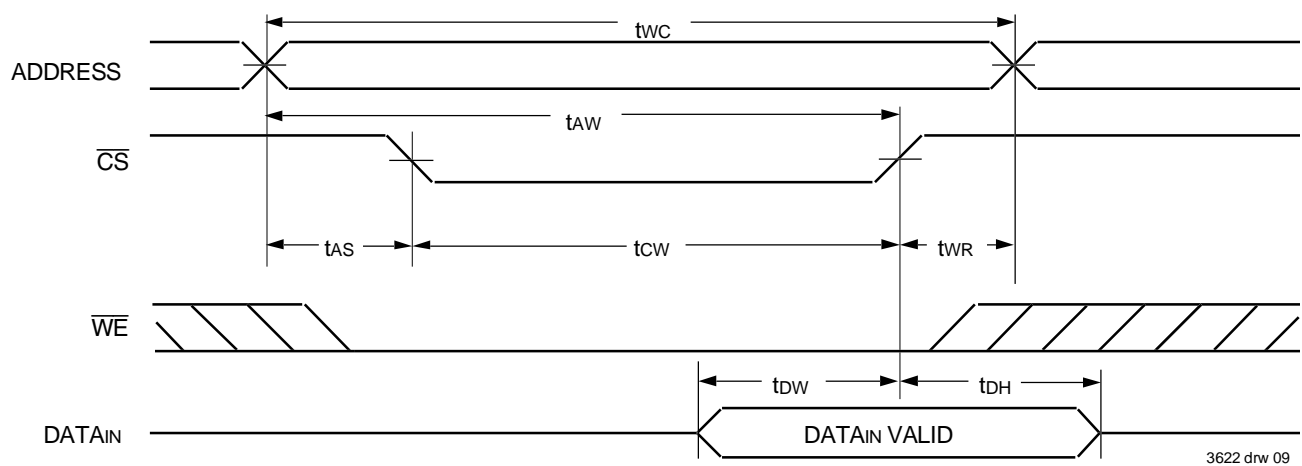 tWC
ADDRESS
tAW
CS
tAS
tCW
tWR
WE
tDW
tDH
DATAIN
DATAIN VALID
3622 drw 09